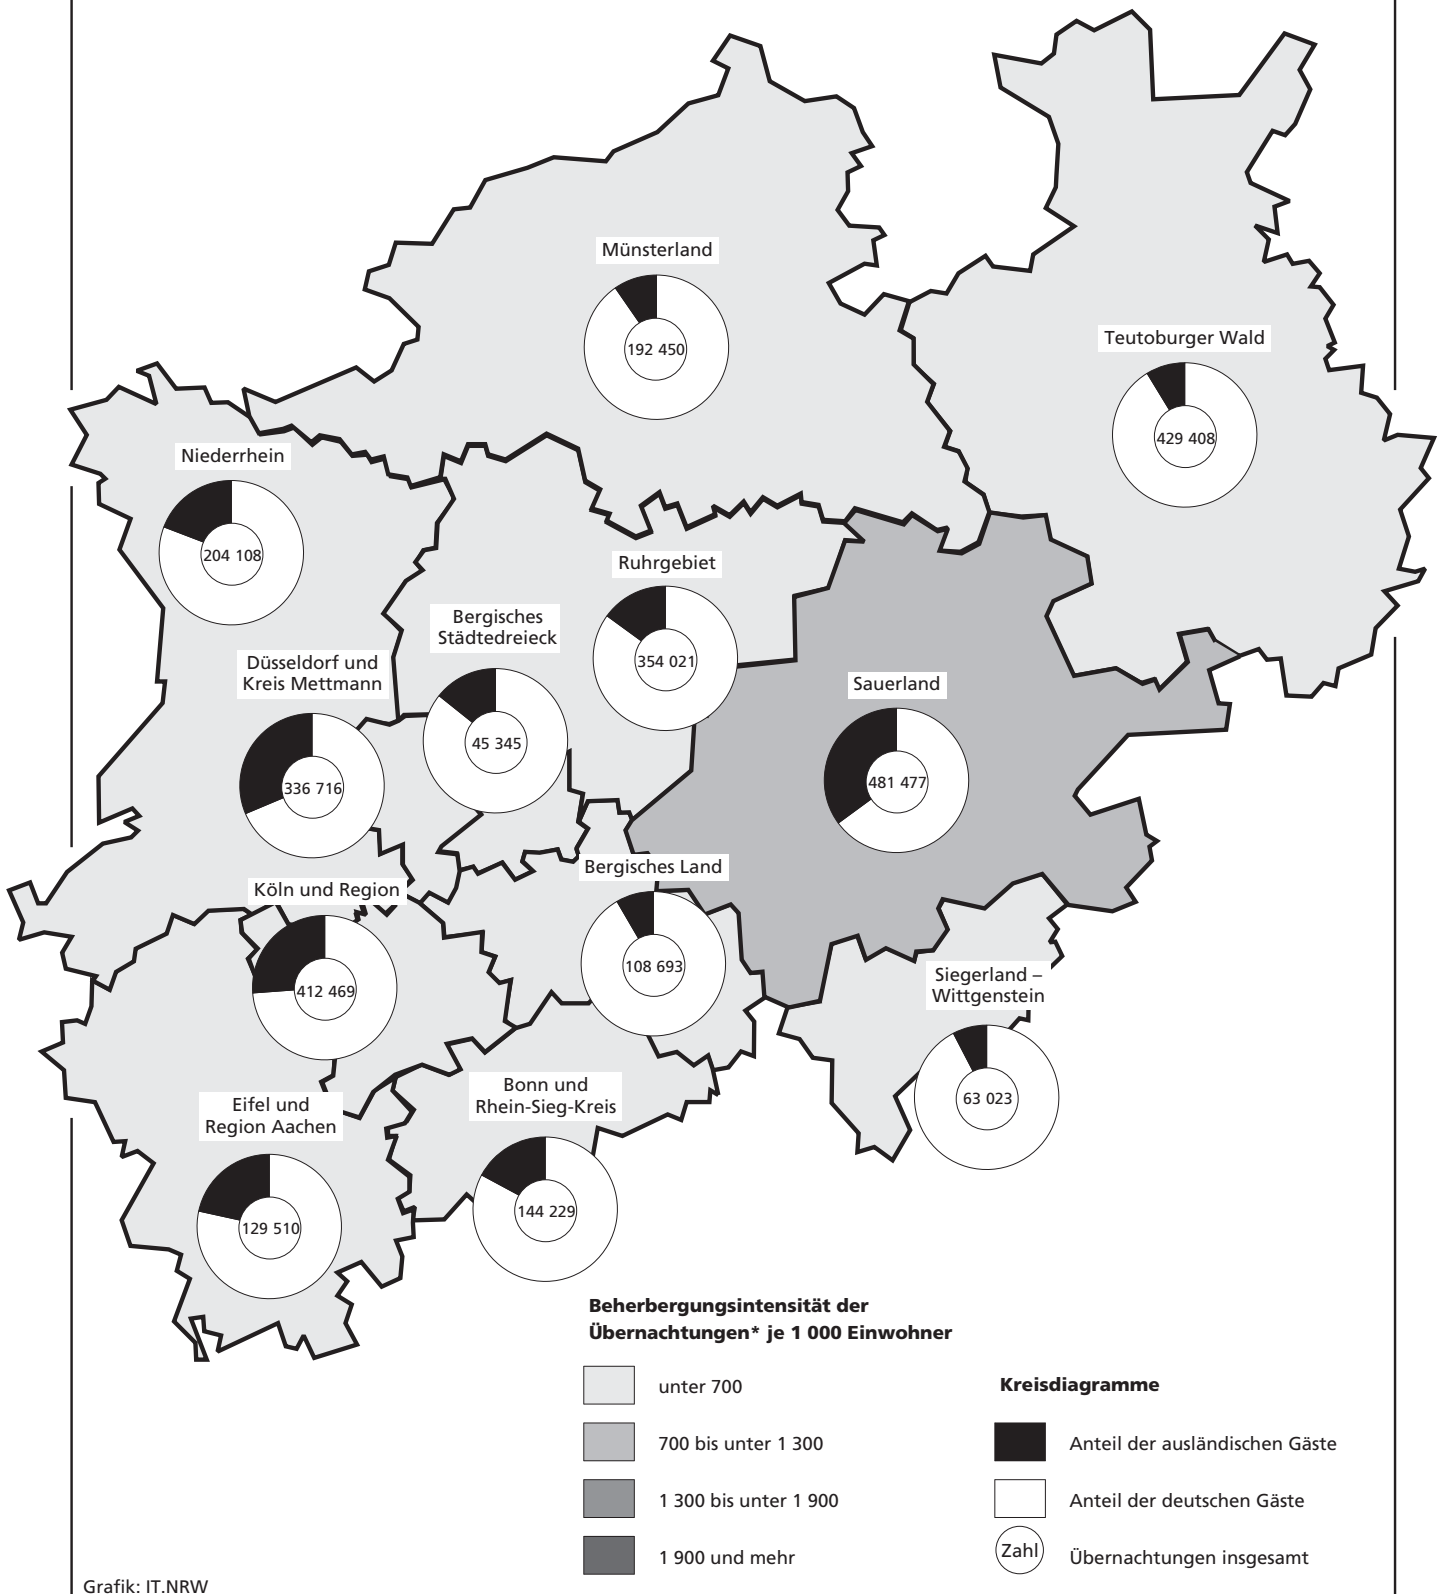 Münsterland
192 450
Teutoburger Wald
429 408
Niederrhein
204 108
Ruhrgebiet
354 021
Bergisches
Städtedreieck
45 345
Düsseldorf und
Kreis Mettmann
336 716
Sauerland
481 477
Bergisches Land
108 693
Köln und Region
412 469
Siegerland –
Wittgenstein
63 023
Bonn und
Rhein-Sieg-Kreis
144 229
Eifel und
Region Aachen
129 510
Beherbergungsintensität der
Übernachtungen* je 1 000 Einwohner
unter 700
700 bis unter 1 300
1 300 bis unter 1 900
1 900 und mehr
Kreisdiagramme
Anteil der ausländischen Gäste
Anteil der deutschen Gäste
Zahl Übernachtungen insgesamt
Grafik: IT.NRW